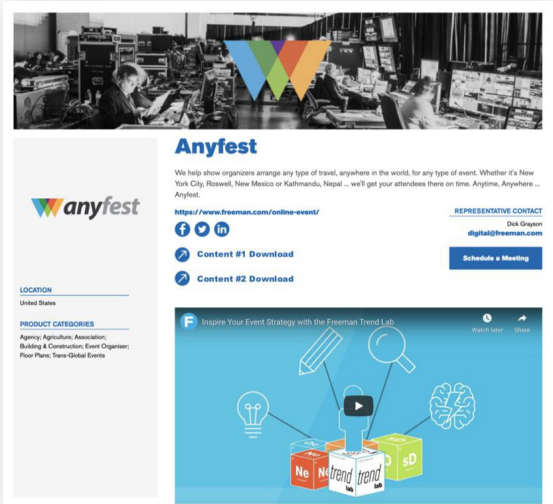 Anyfest
We help show organizers arrange any type of travel, anywhere in the world, for any type of event. Whether it's New
York City, Roswell, New Mexico or Kathmandu, Nepal ... we'll get your attendees there on time. Anytime, Anywhere ...
Anyfest.
anyfest
https://www.freeman.com/online-event/
REPRESENTATIVE CONTACT
Dick Grayson
digital@freeman.com
Content #1 Download
Schedule a Meeting
Content #2 Download
LOCATION
United States
PRODUCT CATEGORIES
Agency; Agriculture; Association;
Building & Construction; Event Organiser;
Floor Plans; Trans-Global Events
F Inspire Your Event Strategy with the Freeman Trend Lab
Watch later
Share
Ne
Ne
trend
lab
trend
lab
sD